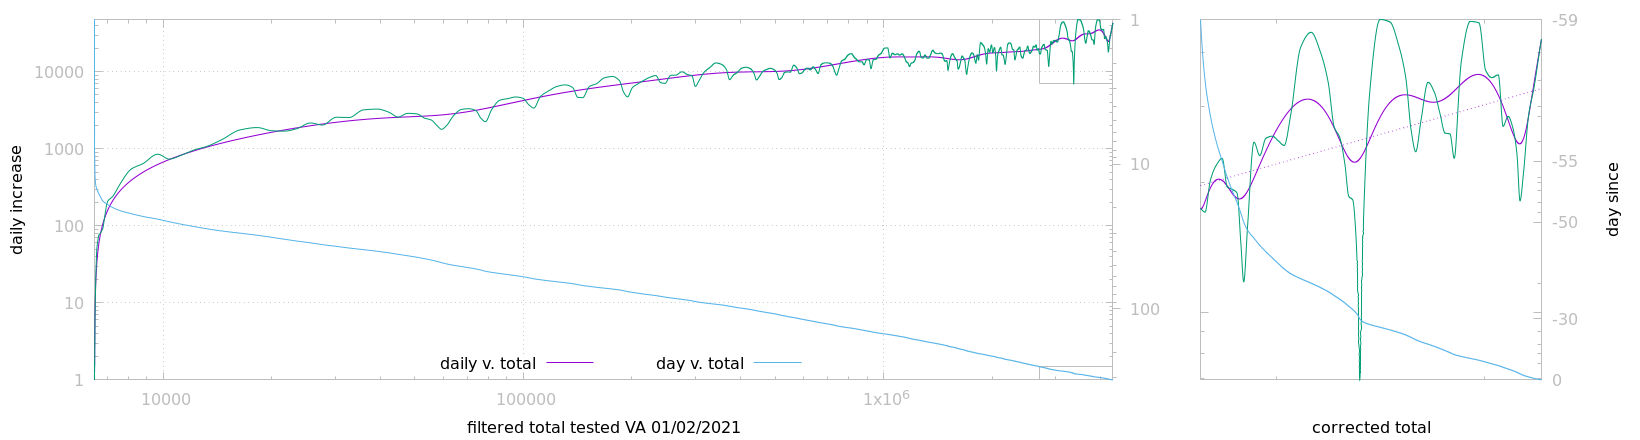 10000
1000
100
10
1
daily increase
10000
100000
1x10^6
filtered total tested VA 01/02/2021
daily v. total
day v. total
1
10
100
-59
-55
-50
-30
0
day since
corrected total